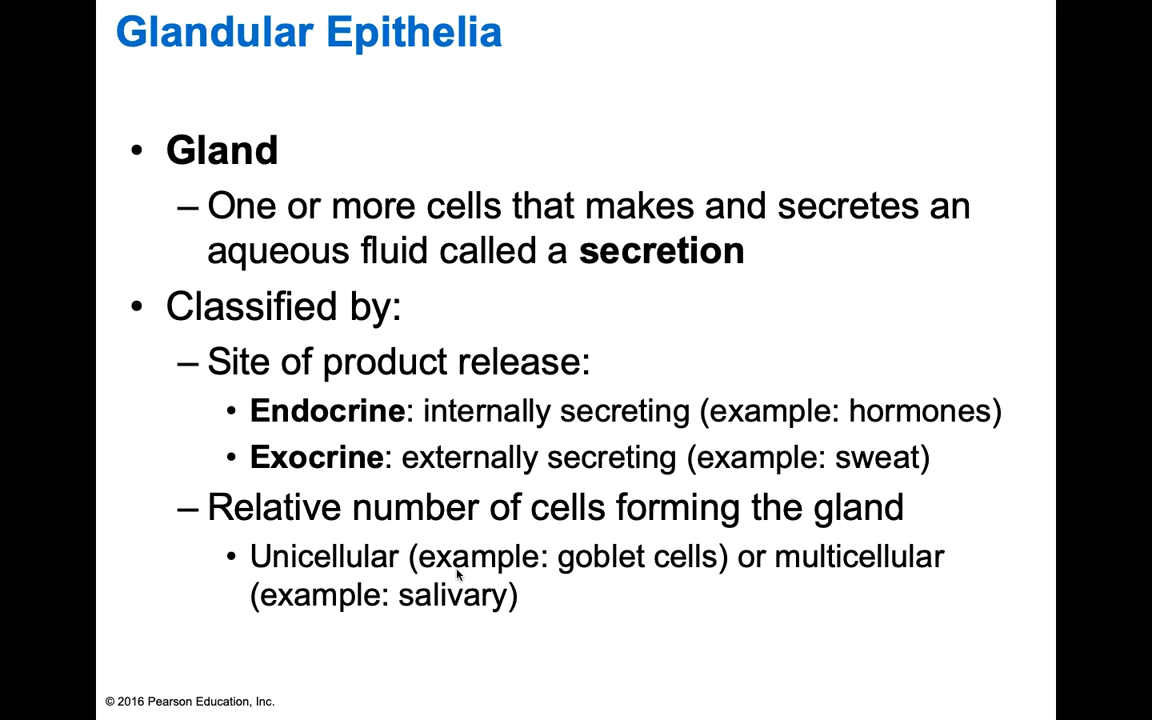 Glandular Epithelia
• Gland
– One or more cells that makes and secretes an
aqueous fluid called a secretion
• Classified by:
– Site of product release:
• Endocrine: internally secreting (example: hormones)
• Exocrine: externally secreting (example: sweat)
– Relative number of cells forming the gland
• Unicellular (example: goblet cells) or multicellular
(example: salivary)
© 2016 Pearson Education, Inc.